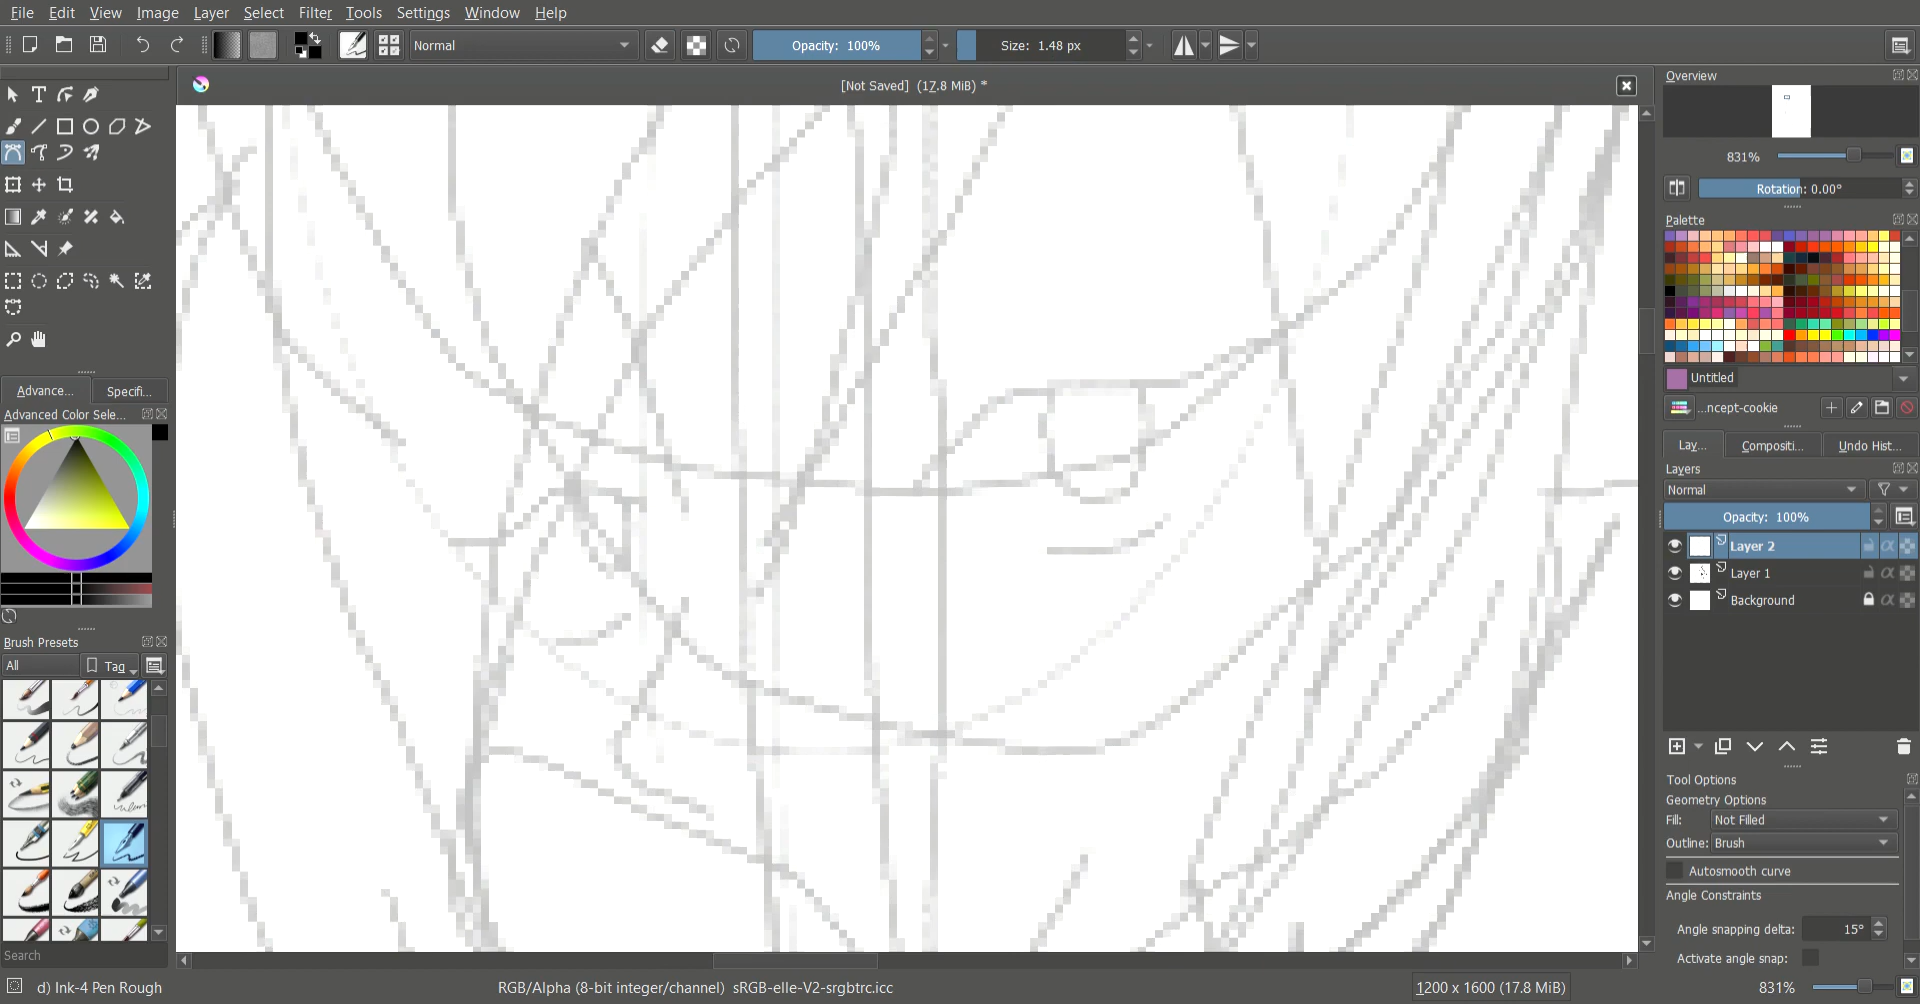 File Edit View Image Layer Select Filter Tools Settings Window Help
Normal Opacity: 100% Size: 1.48 px
[Not Saved] (17.8 MiB) *
Overview
831%
Rotation: 0.00°
Palette
Untitled
...ncept-cookie
Lay... Compositi... Undo Hist...
Layers
Normal
Opacity: 100%
Layer 2
Layer 1
Background
Tool Options
Geometry Options
Fill: Not Filled
Outline: Brush
Autosmooth curve
Angle Constraints
Angle snapping delta: 15°
Activate angle snap:
Advance... Specifi...
Advanced Color Sele...
Brush Presets
All Tag
Search
d) Ink-4 Pen Rough
RGB/Alpha (8-bit integer/channel) sRGB-elle-V2-srgbtrc.icc
1200 x 1600 (17.8 MiB)
831%